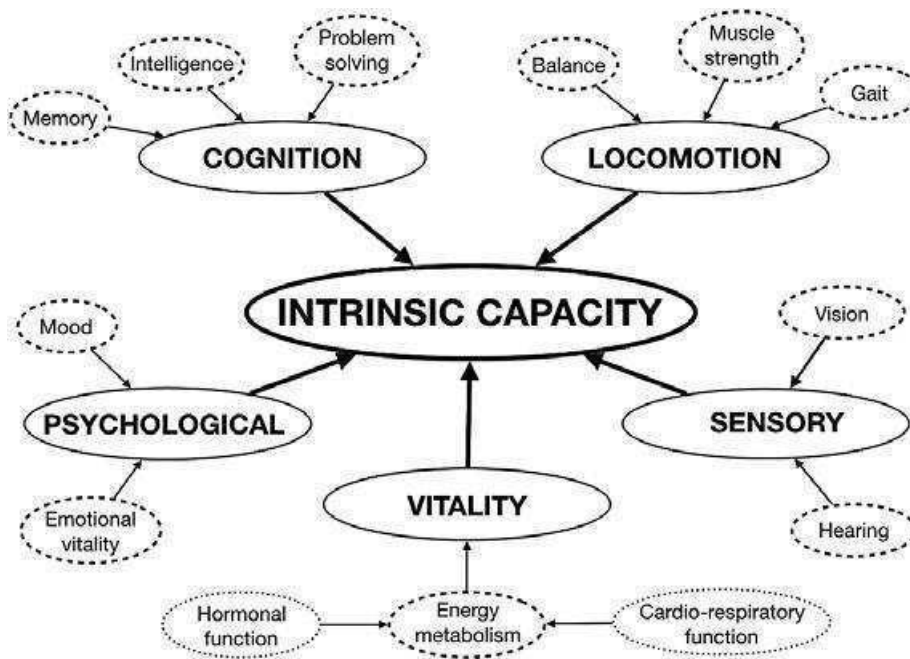 Problem
solving
Muscle
strength
Intelligence
Balance
Gait
Memory
COGNITION
LOCOMOTION
INTRINSIC CAPACITY
Mood
Vision
PSYCHOLOGICAL
SENSORY
VITALITY
Emotional
vitality
Hearing
Hormonal
function
Energy
metabolism
Cardio-respiratory
function